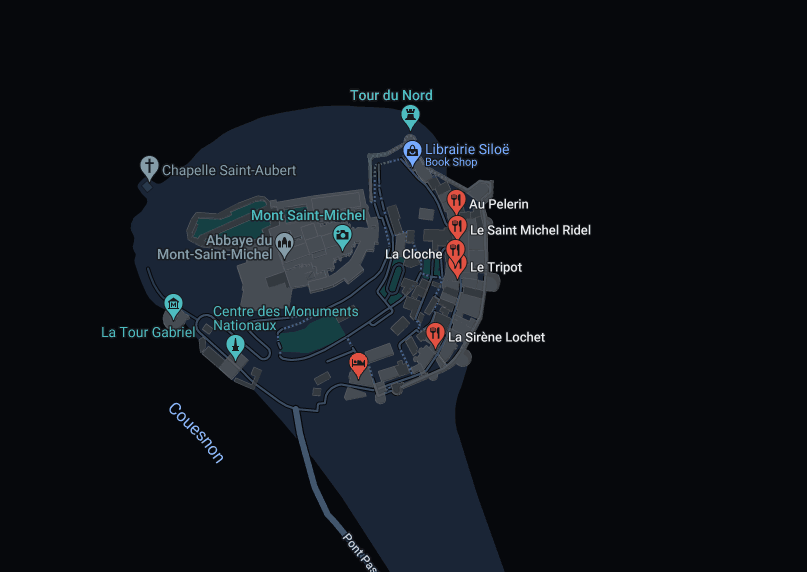 Tour du Nord
Librairie Siloë
Book Shop
Chapelle Saint-Aubert
Au Pelerin
Mont Saint-Michel
Le Saint Michel Ridel
Abbaye du
Mont-Saint-Michel
La Cloche
Le Tripot
Centre des Monuments
Nationaux
La Tour Gabriel
La Sirène Lochet
Couesnon
Pont Pas